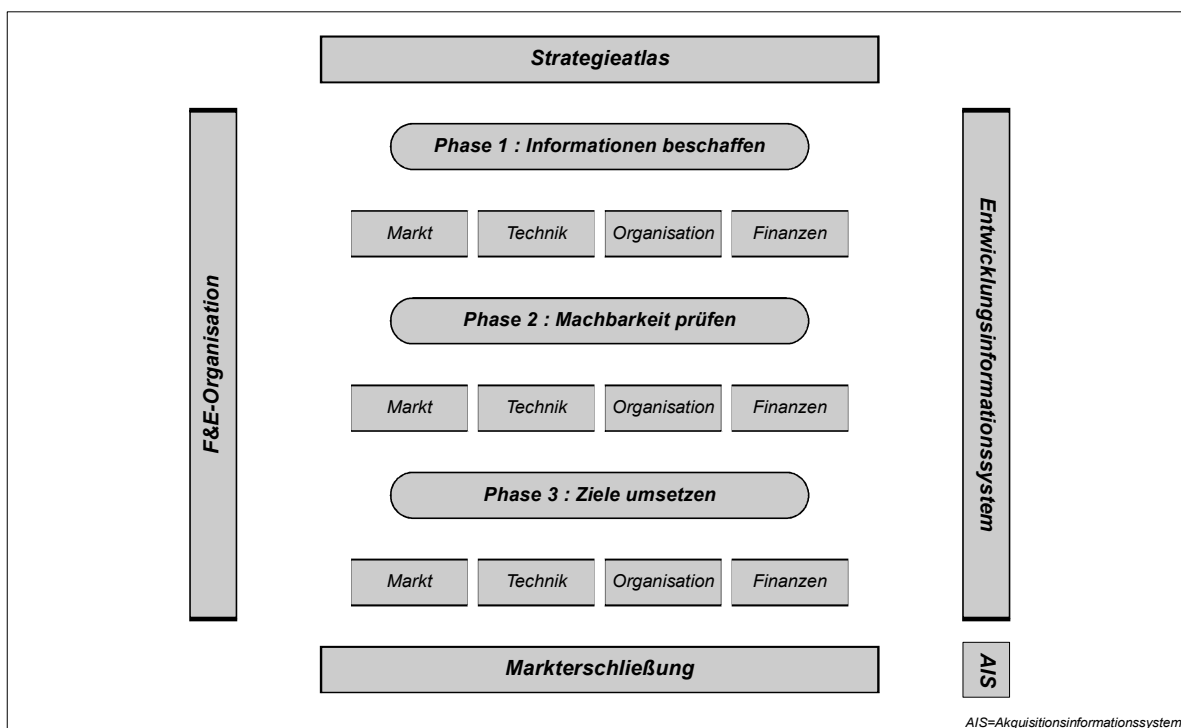 Strategieatlas
F&E-Organisation
Phase 1 : Informationen beschaffen
Markt
Technik
Organisation
Finanzen
Phase 2 : Machbarkeit prüfen
Markt
Technik
Organisation
Finanzen
Phase 3 : Ziele umsetzen
Markt
Technik
Organisation
Finanzen
Entwicklungsinformationssystem
Markterschließung
AIS
AIS=Akquisitionsinformationssystem